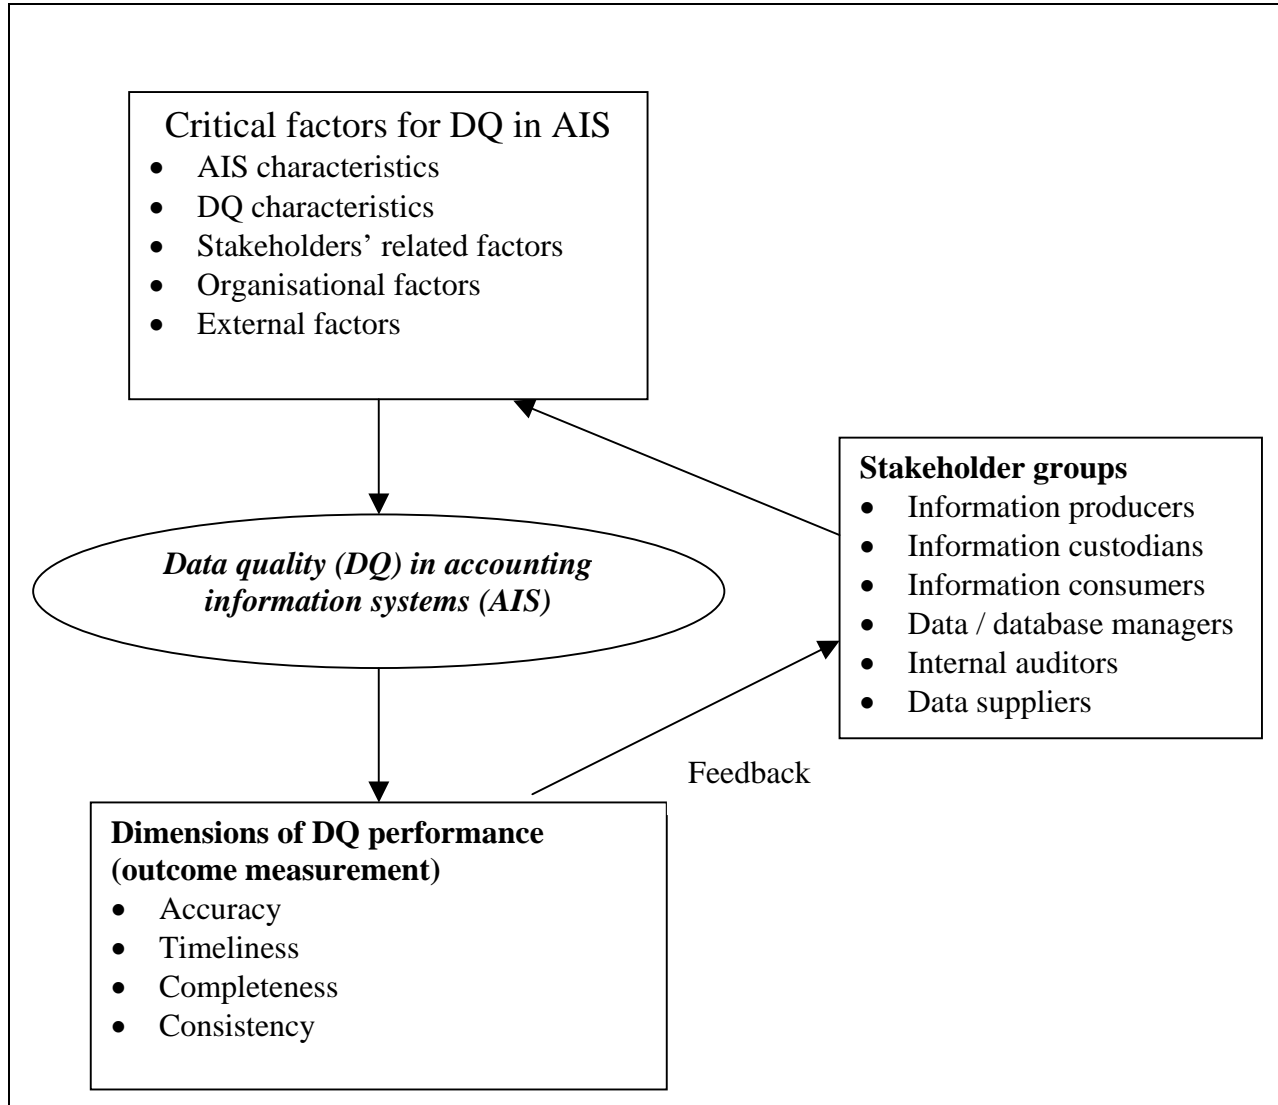 Critical factors for DQ in AIS
• AIS characteristics
• DQ characteristics
• Stakeholders’ related factors
• Organisational factors
• External factors
Data quality (DQ) in accounting
information systems (AIS)
Stakeholder groups
• Information producers
• Information custodians
• Information consumers
• Data / database managers
• Internal auditors
• Data suppliers
Feedback
Dimensions of DQ performance
(outcome measurement)
• Accuracy
• Timeliness
• Completeness
• Consistency